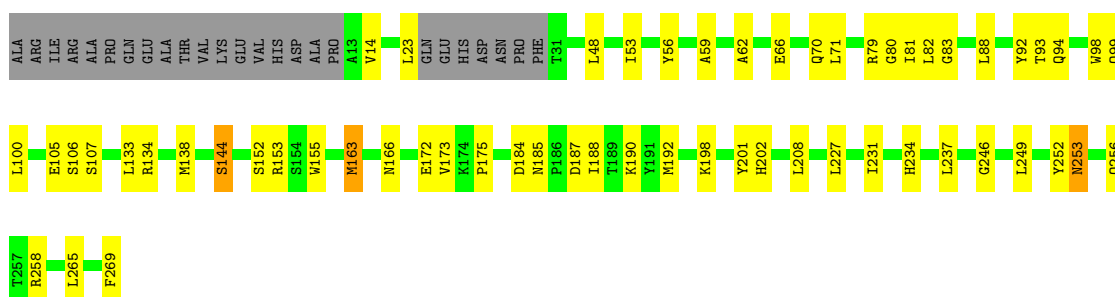 ALA ARG ILE ARG ALA PRO GLN GLU ALA THR VAL LYS GLU VAL HIS ASP ALA PRO A13 V14 L23 GLN GLU HIS ASP ASN PRO PHE T31 L48 I53 Y56 A59 A62 E66 Q70 L71 R79 G80 I81 L82 G83 L88 Y92 T93 Q94 W98
L100 E105 S106 S107 L133 R134 M138 S144 S152 R153 S154 W155 M163 N166 E172 V173 K174 P175 D184 N185 P186 D187 I188 T189 K190 Y191 M192 K198 Y201 H202 L208 L227 I231 H234 L237 G246 L249 Y252 N253
T257 R258 L265 F269